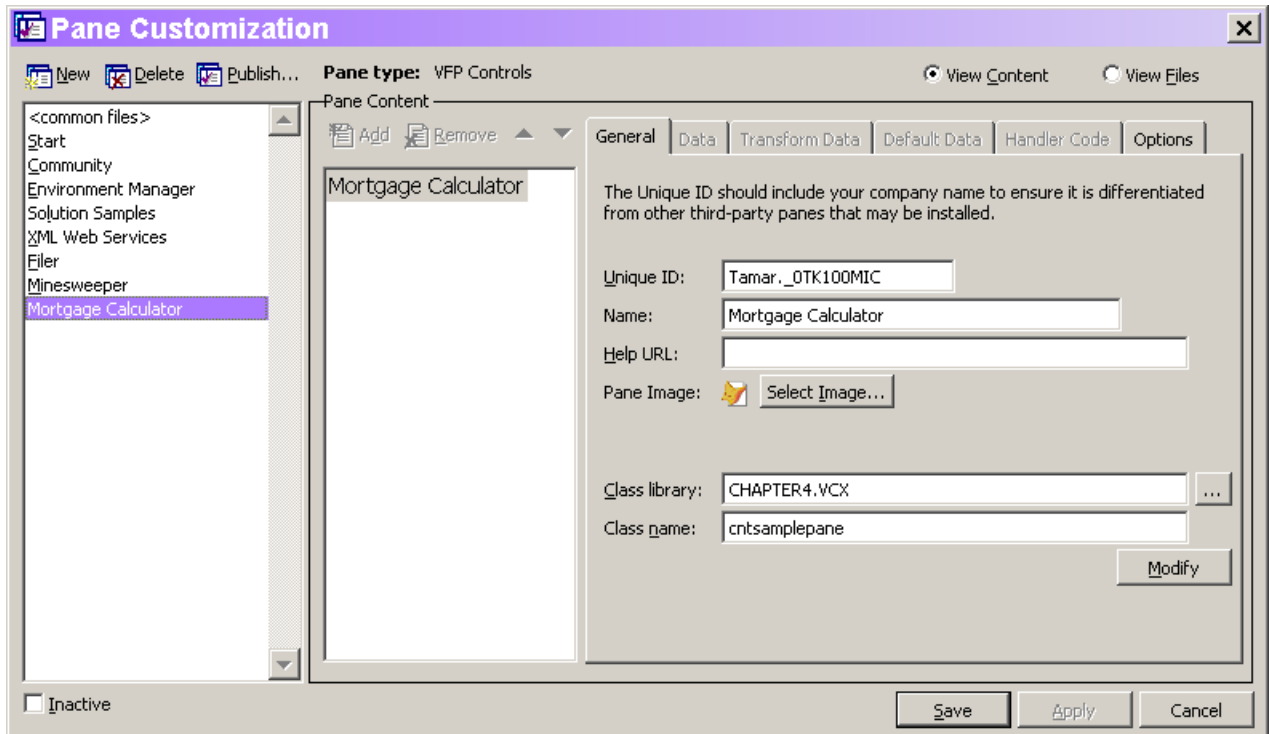 Pane Customization
New Delete Publish... Pane type: VFP Controls View Content View Files
<common files>
Start
Community
Environment Manager
Solution Samples
XML Web Services
Filer
Minesweeper
Mortgage Calculator
Inactive
Pane Content
Add Remove
Mortgage Calculator
General Data Transform Data Default Data Handler Code Options
The Unique ID should include your company name to ensure it is differentiated
from other third-party panes that may be installed.
Unique ID: Tamar._0TK100MIC
Name: Mortgage Calculator
Help URL:
Pane Image: Select Image...
Class library: CHAPTER4.VCX ...
Class name: cntsamplepane
Modify
Save Apply Cancel